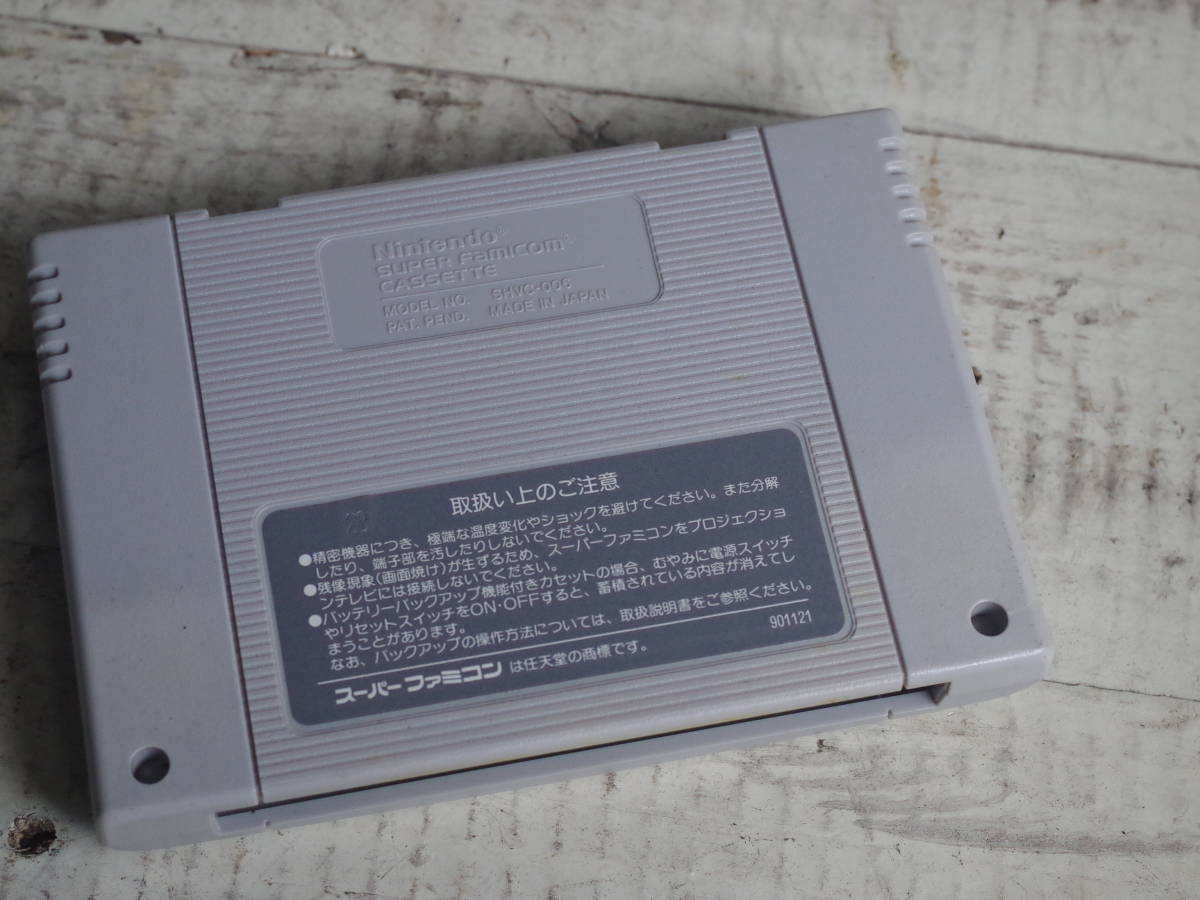 Nintendo®
SUPER FAMICOM™
CASSETTE
MODEL NO. SHVC-006
PAT. PEND. MADE IN JAPAN
取扱い上のご注意
●精密機器につき、極端な温度変化やショックを避けてください。また分解
したり、端子部を汚したりしないでください。
●残像現象(画面焼け)が生ずるため、スーパーファミコンをプロジェクショ
ンテレビには接続しないでください。
●バッテリーバックアップ機能付きカセットの場合、むやみに電源スイッチ
やリセットスイッチをON・OFFすると、蓄積されている内容が消えてし
まうことがあります。
なお、バックアップの操作方法については、取扱説明書をご参照ください。
901121
スーパーファミコン は任天堂の商標です。